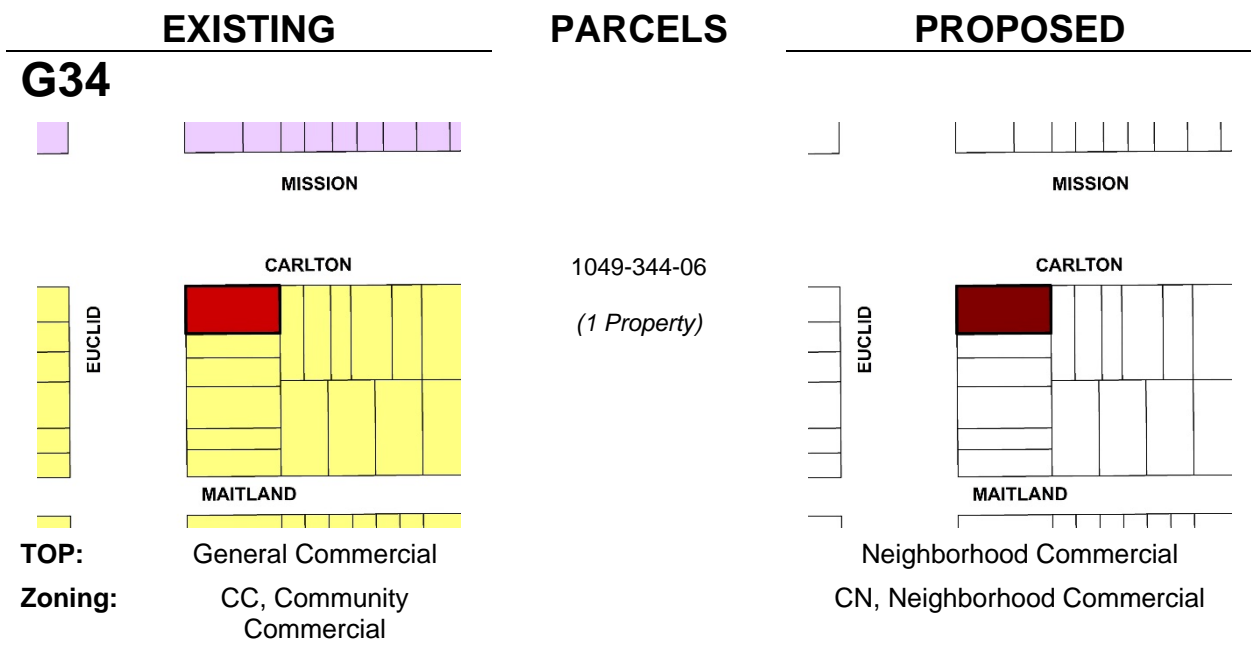 EXISTING PARCELS PROPOSED
G34
MISSION
MISSION
CARLTON
1049-344-06
CARLTON
EUCLID
(1 Property)
EUCLID
MAITLAND
MAITLAND
TOP: General Commercial Neighborhood Commercial
Zoning: CC, Community CN, Neighborhood Commercial
Commercial